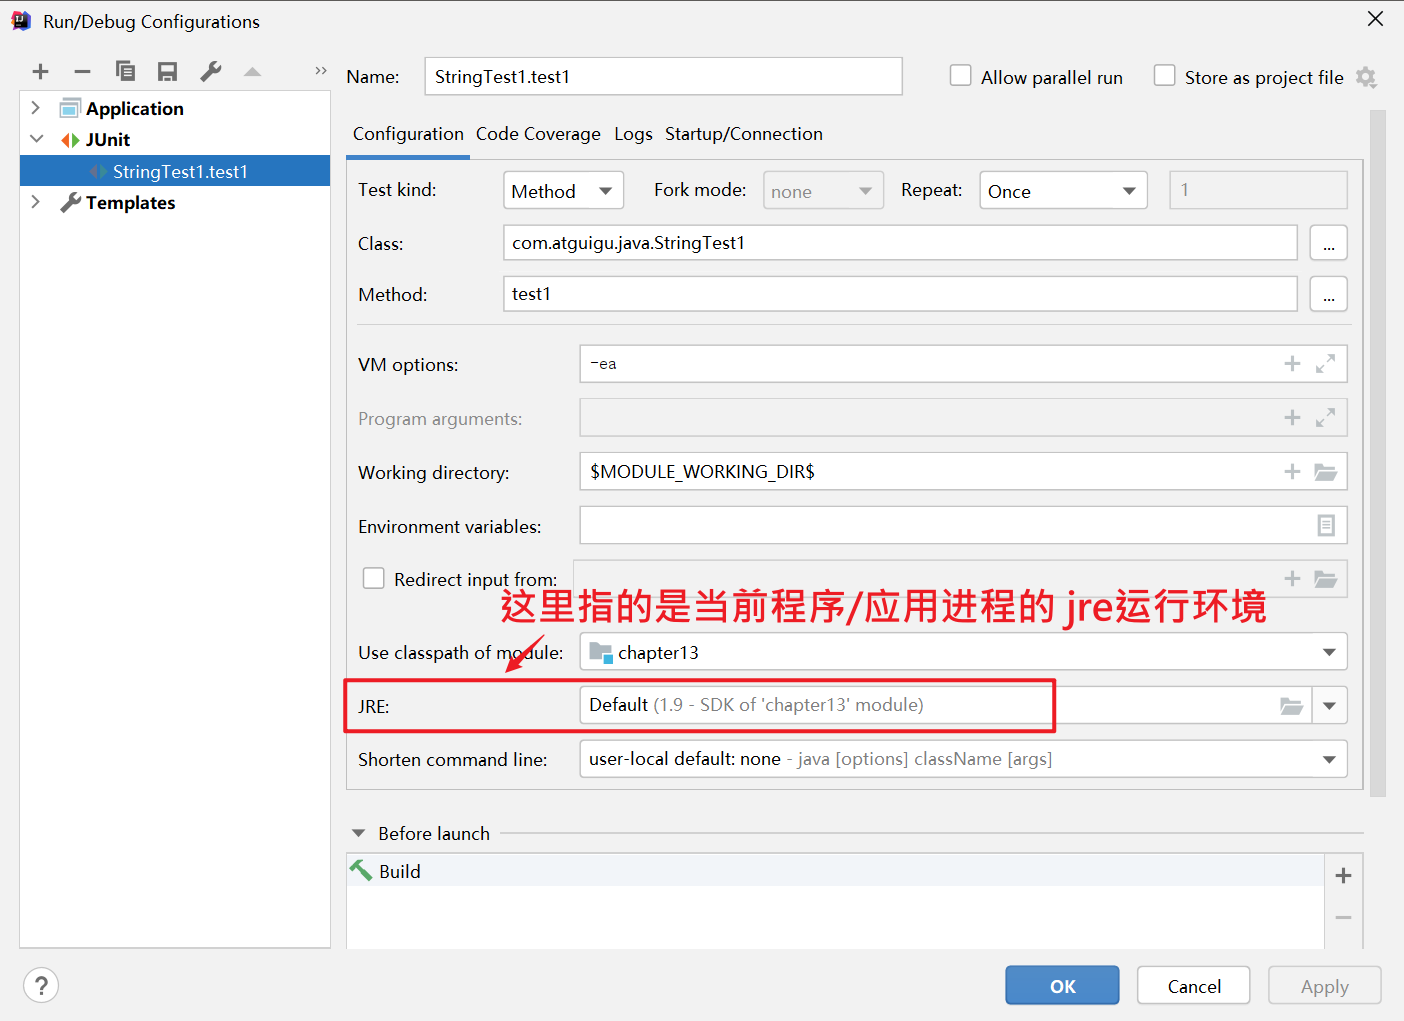 Run/Debug Configurations
Name: StringTest1.test1 Allow parallel run Store as project file
Application
JUnit
StringTest1.test1
Templates
Configuration Code Coverage Logs Startup/Connection
Test kind: Method Fork mode: none Repeat: Once 1
Class: com.atguigu.java.StringTest1 ...
Method: test1 ...
VM options: -ea
Program arguments:
Working directory: $MODULE_WORKING_DIR$
Environment variables:
Redirect input from:
这里指的是当前程序/应用进程的 jre运行环境
Use classpath of module: chapter13
JRE: Default (1.9 - SDK of 'chapter13' module)
Shorten command line: user-local default: none - java [options] className [args]
Before launch
Build
? OK Cancel Apply